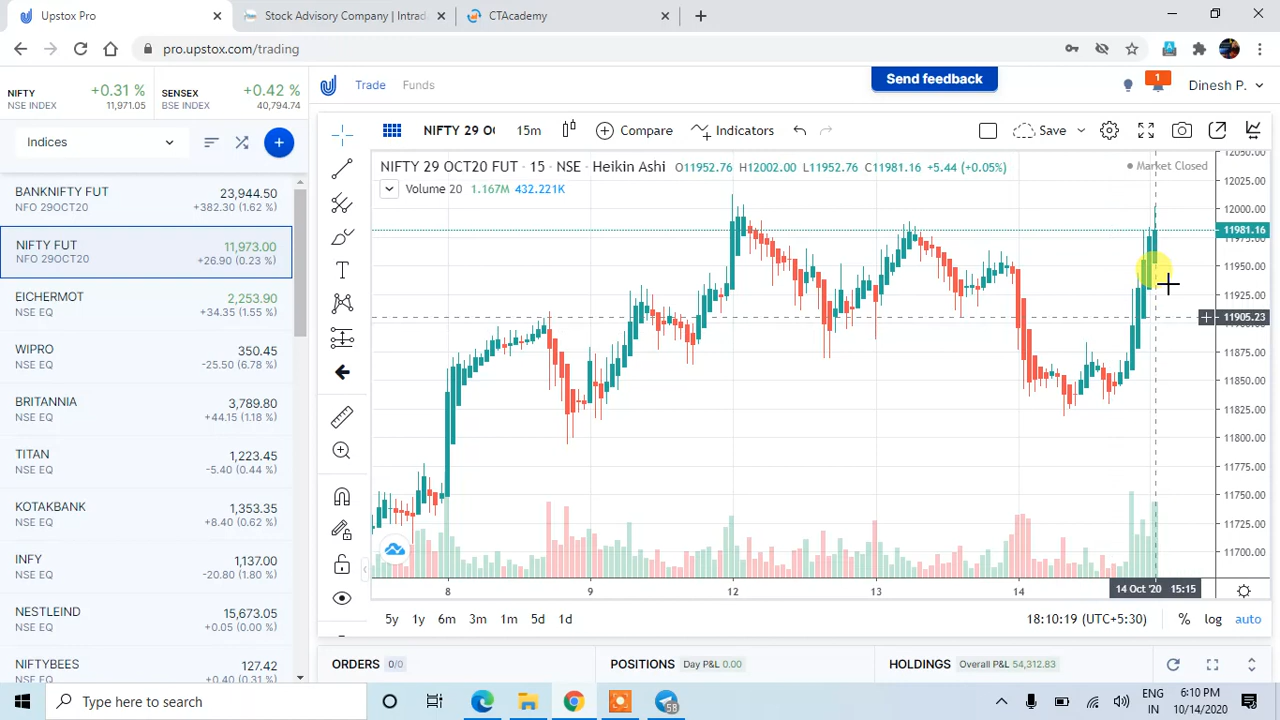 Upstox Pro
Stock Advisory Company | Intrad
CTAcademy
pro.upstox.com/trading
NIFTY
NSE INDEX
+0.31 %
11,971.05
SENSEX
BSE INDEX
+0.42 %
40,794.74
Trade
Funds
Send feedback
1
Dinesh P.
Indices
NIFTY 29 O
15m
Compare
Indicators
Save
BANKNIFTY FUT
23,944.50
NFO 29OCT20
+382.30 (1.62 %)
NIFTY FUT
11,973.00
NFO 29OCT20
+26.90 (0.23 %)
EICHERMOT
2,253.90
NSE EQ
+34.35 (1.55 %)
WIPRO
350.45
NSE EQ
-25.50 (6.78 %)
BRITANNIA
3,789.80
NSE EQ
+44.15 (1.18 %)
TITAN
1,223.45
NSE EQ
-5.40 (0.44 %)
KOTAKBANK
1,353.35
NSE EQ
+8.40 (0.62 %)
INFY
1,137.00
NSE EQ
-20.80 (1.80 %)
NESTLEIND
15,673.05
NSE EQ
+0.05 (0.00 %)
NIFTYBEES
127.42
NSE EQ
+0.40 (0.31 %)
NIFTY 29 OCT20 FUT · 15 · NSE · Heikin Ashi
O11952.76 H12002.00 L11952.76 C11981.16 +5.44 (+0.05%)
Market Closed
Volume 20 1.167M 432.221K
12050.00
12025.00
12000.00
11981.16
11975.00
11950.00
11925.00
11905.23
11900.00
11875.00
11850.00
11825.00
11800.00
11775.00
11750.00
11725.00
11700.00
8
9
12
13
14
14 Oct '20 15:15
5y
1y
6m
3m
1m
5d
1d
18:10:19 (UTC+5:30)
%
log
auto
ORDERS 0/0
POSITIONS Day P&L 0.00
HOLDINGS Overall P&L 54,312.83
Type here to search
58
ENG
IN
6:10 PM
10/14/2020